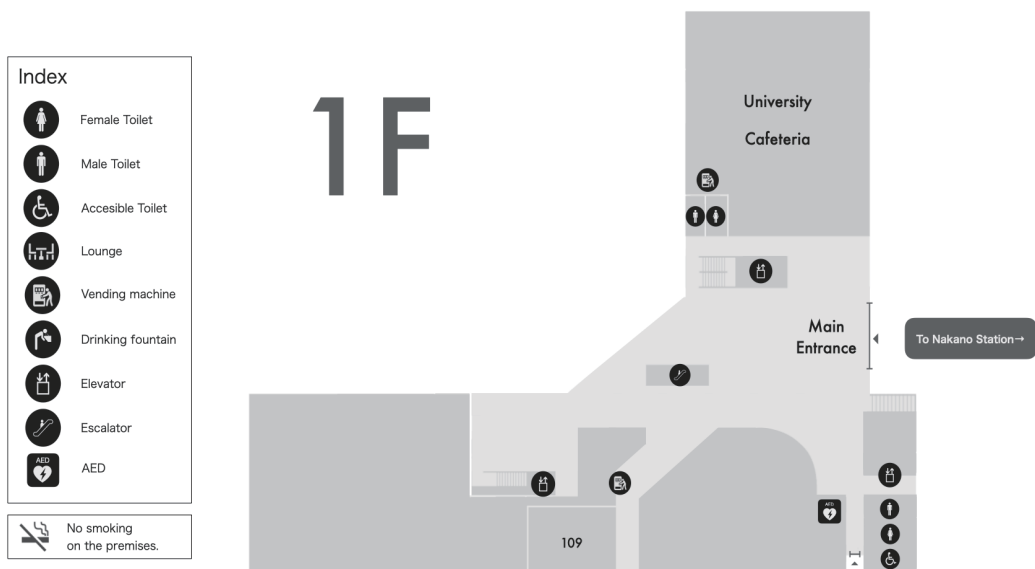 Index
Female Toilet
Male Toilet
Accesible Toilet
Lounge
Vending machine
Drinking fountain
Elevator
Escalator
AED
AED
No smoking
on the premises.
1F
University
Cafeteria
Main
Entrance
To Nakano Station→
AED
109